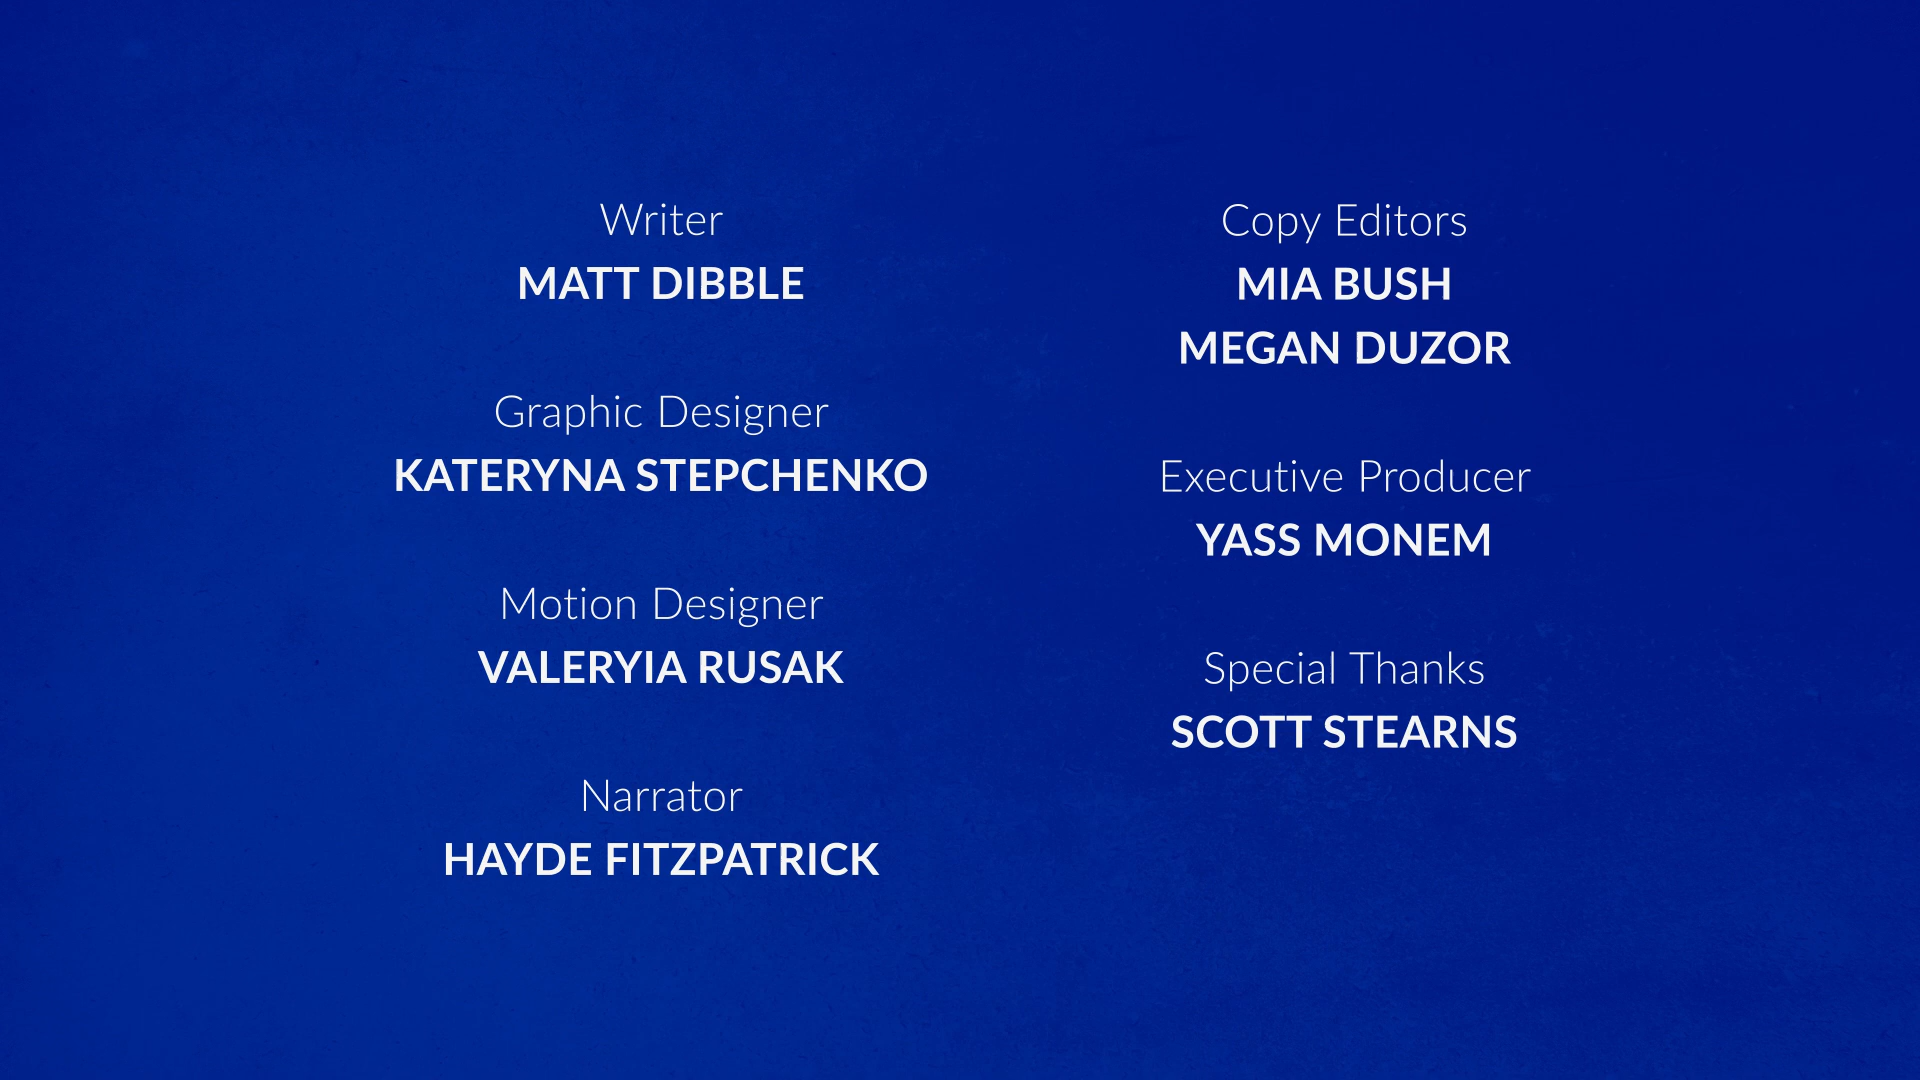 Writer
MATT DIBBLE
Graphic Designer
KATERYNA STEPCHENKO
Motion Designer
VALERYIA RUSAK
Narrator
HAYDE FITZPATRICK
Copy Editors
MIA BUSH
MEGAN DUZOR
Executive Producer
YASS MONEM
Special Thanks
SCOTT STEARNS